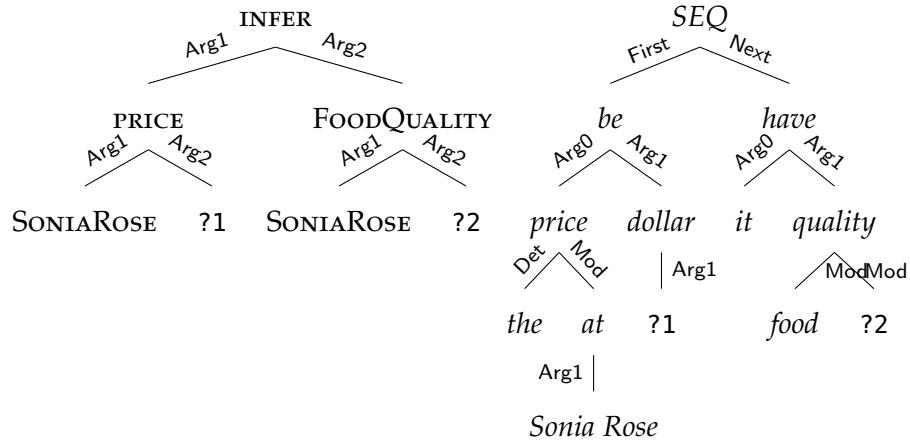 INFER SEQ
Arg1 Arg2 First Next
PRICE FOODQUALITY be have
Arg1 Arg2 Arg1 Arg2 Arg0 Arg1 Arg0 Arg1
SONIAROSE ?1 SONIAROSE ?2 price dollar it quality
Det Mod Arg1 Mod Mod
the at ?1 food ?2
Arg1
Sonia Rose